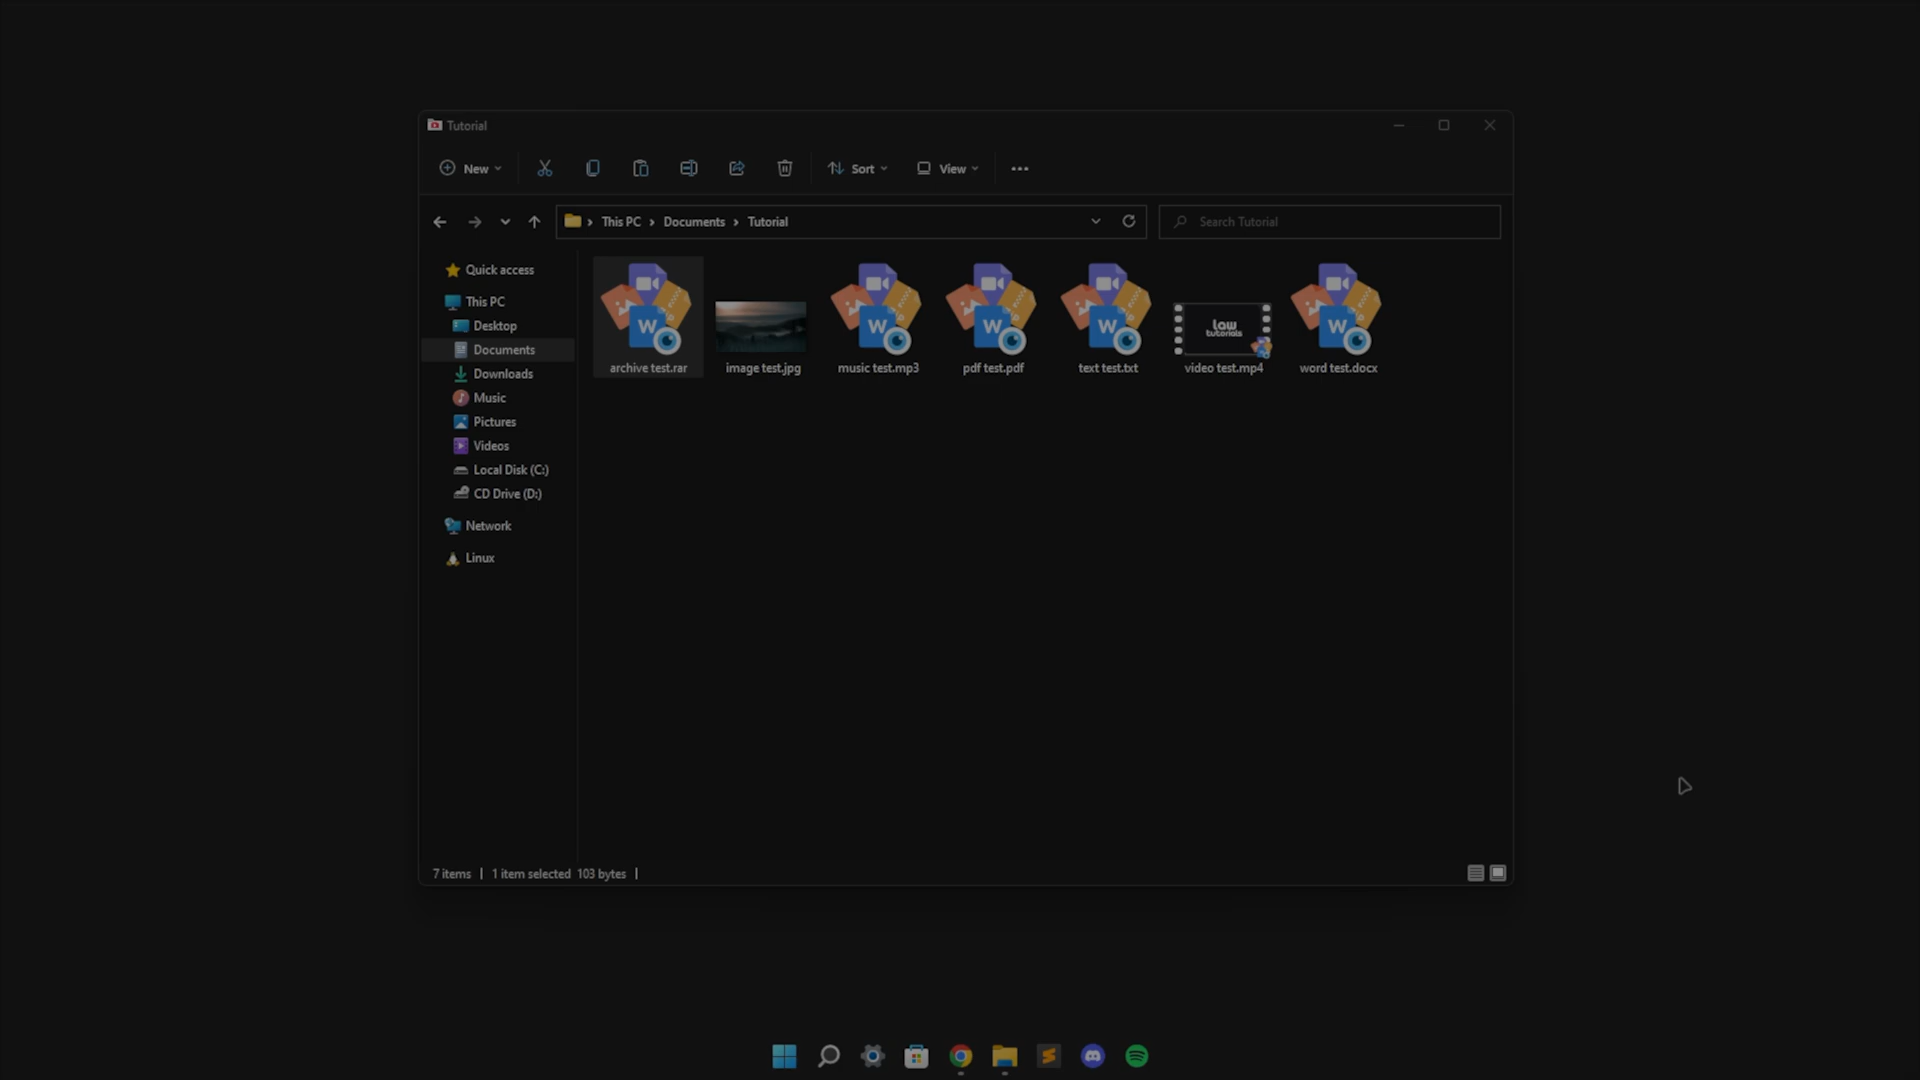 Tutorial
New
Sort
View
This PC
Documents
Tutorial
Search Tutorial
Quick access
This PC
Desktop
Documents
Downloads
Music
Pictures
Videos
Local Disk (C:)
CD Drive (D:)
Network
Linux
W
W
W
W
law
tutorials
W
archive test.rar
image test.jpg
music test.mp3
pdf test.pdf
text test.txt
video test.mp4
word test.docx
7 items
1 item selected 103 bytes